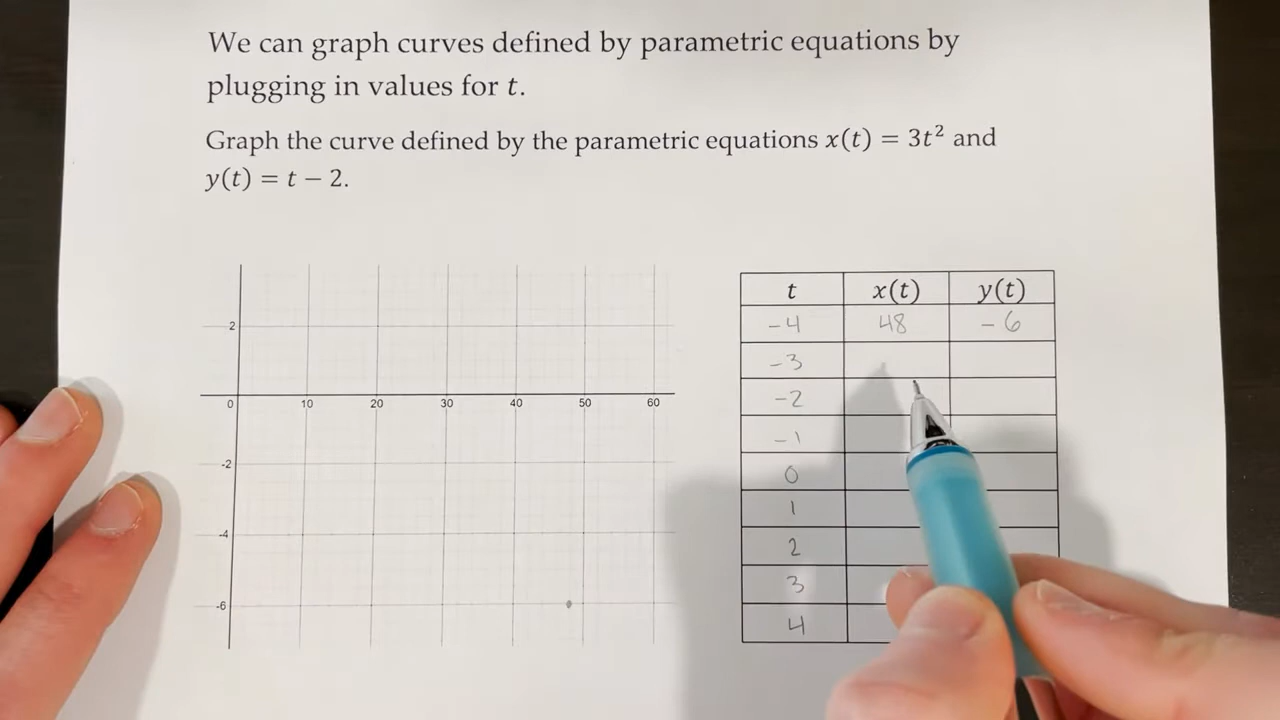 We can graph curves defined by parametric equations by
plugging in values for t.
Graph the curve defined by the parametric equations x(t) = 3t² and
y(t) = t − 2.
2
0 10 20 30 40 50 60
-2
-4
-6
t x(t) y(t)
-4 48 -6
-3
-2
-1
0
1
2
3
4